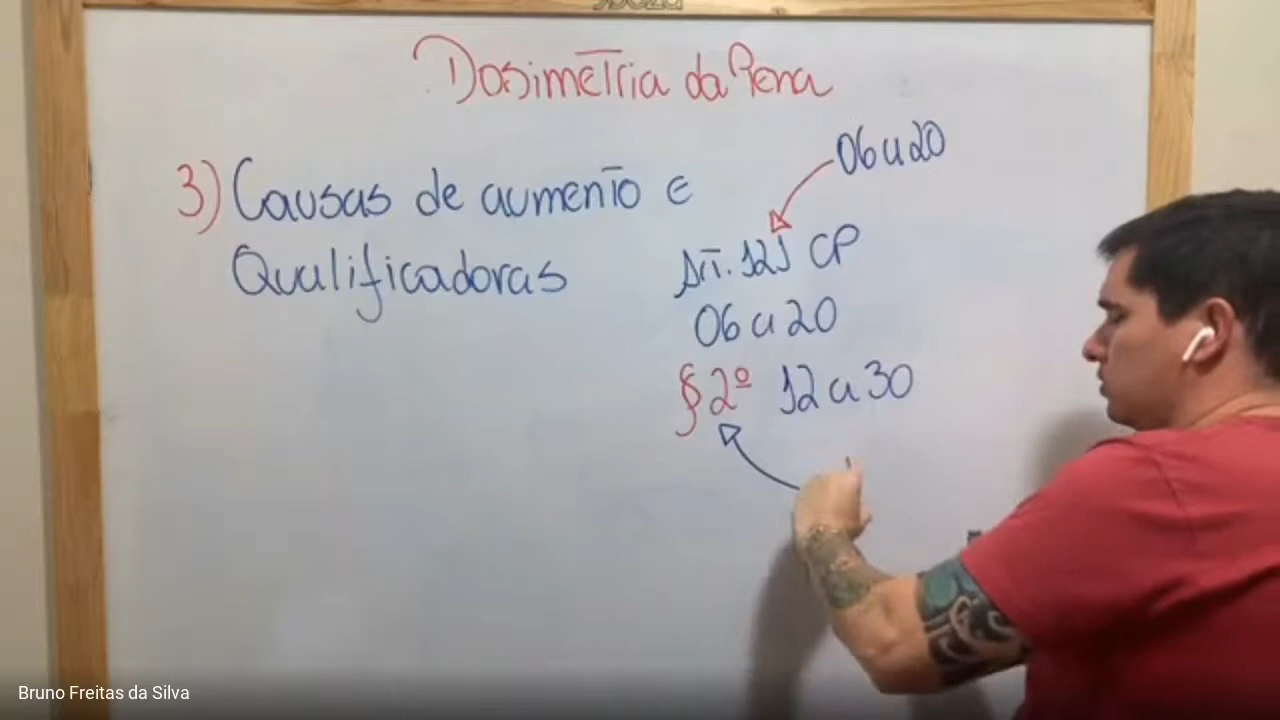 Dosimetria da Pena
3) Causas de aumento e
Qualificadoras
06 a 20
Art. 121 CP
06 a 20
§ 2º 12 a 30
Bruno Freitas da Silva